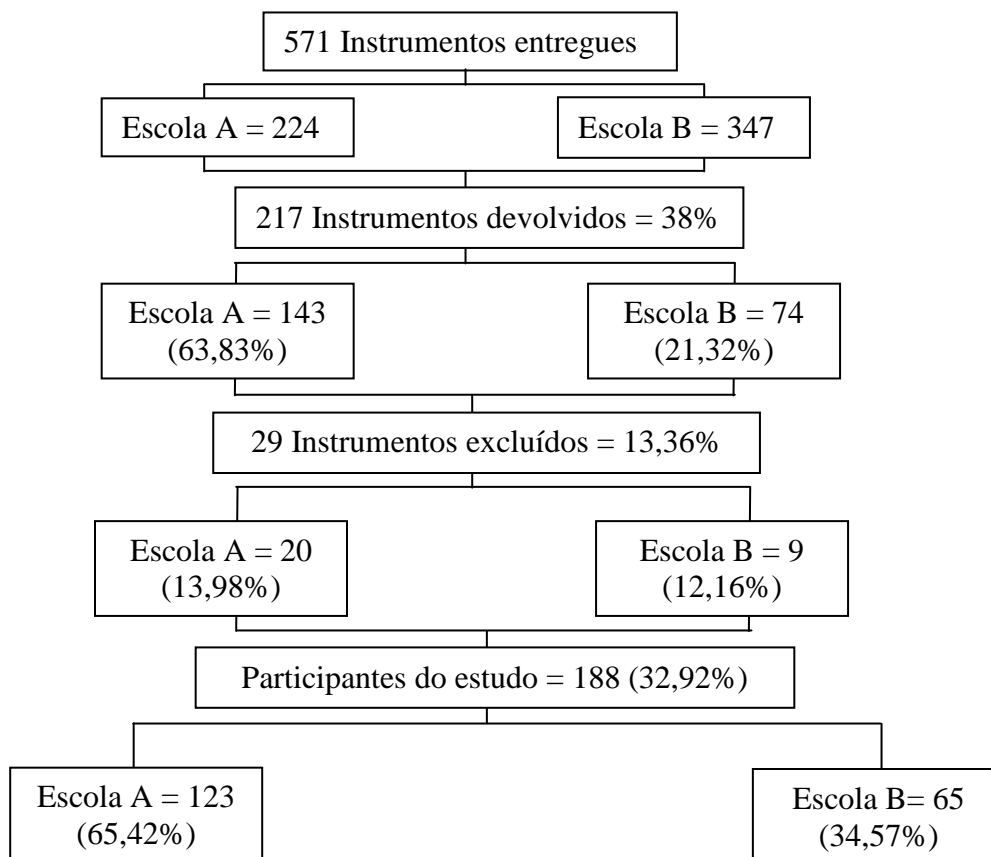 571 Instrumentos entregues
Escola A = 224
Escola B = 347
217 Instrumentos devolvidos = 38%
Escola A = 143
(63,83%)
Escola B = 74
(21,32%)
29 Instrumentos excluídos = 13,36%
Escola A = 20
(13,98%)
Escola B = 9
(12,16%)
Participantes do estudo = 188 (32,92%)
Escola A = 123
(65,42%)
Escola B= 65
(34,57%)